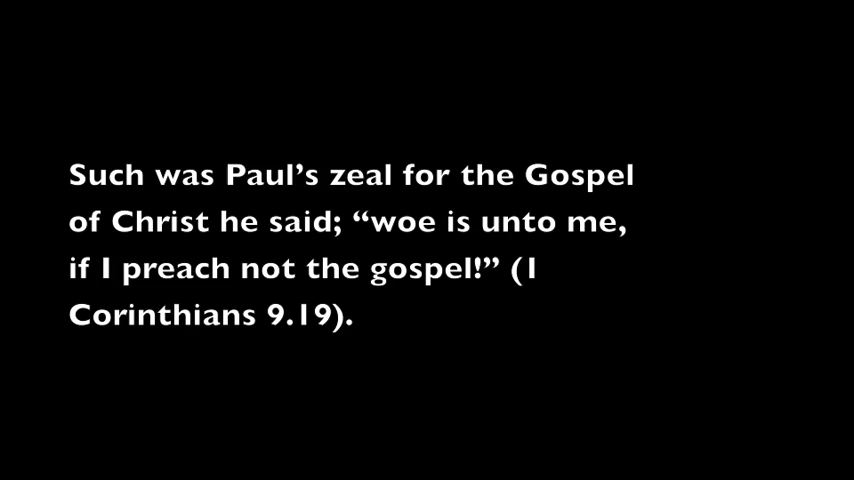 Such was Paul’s zeal for the Gospel
of Christ he said; “woe is unto me,
if I preach not the gospel!” (1
Corinthians 9.19).